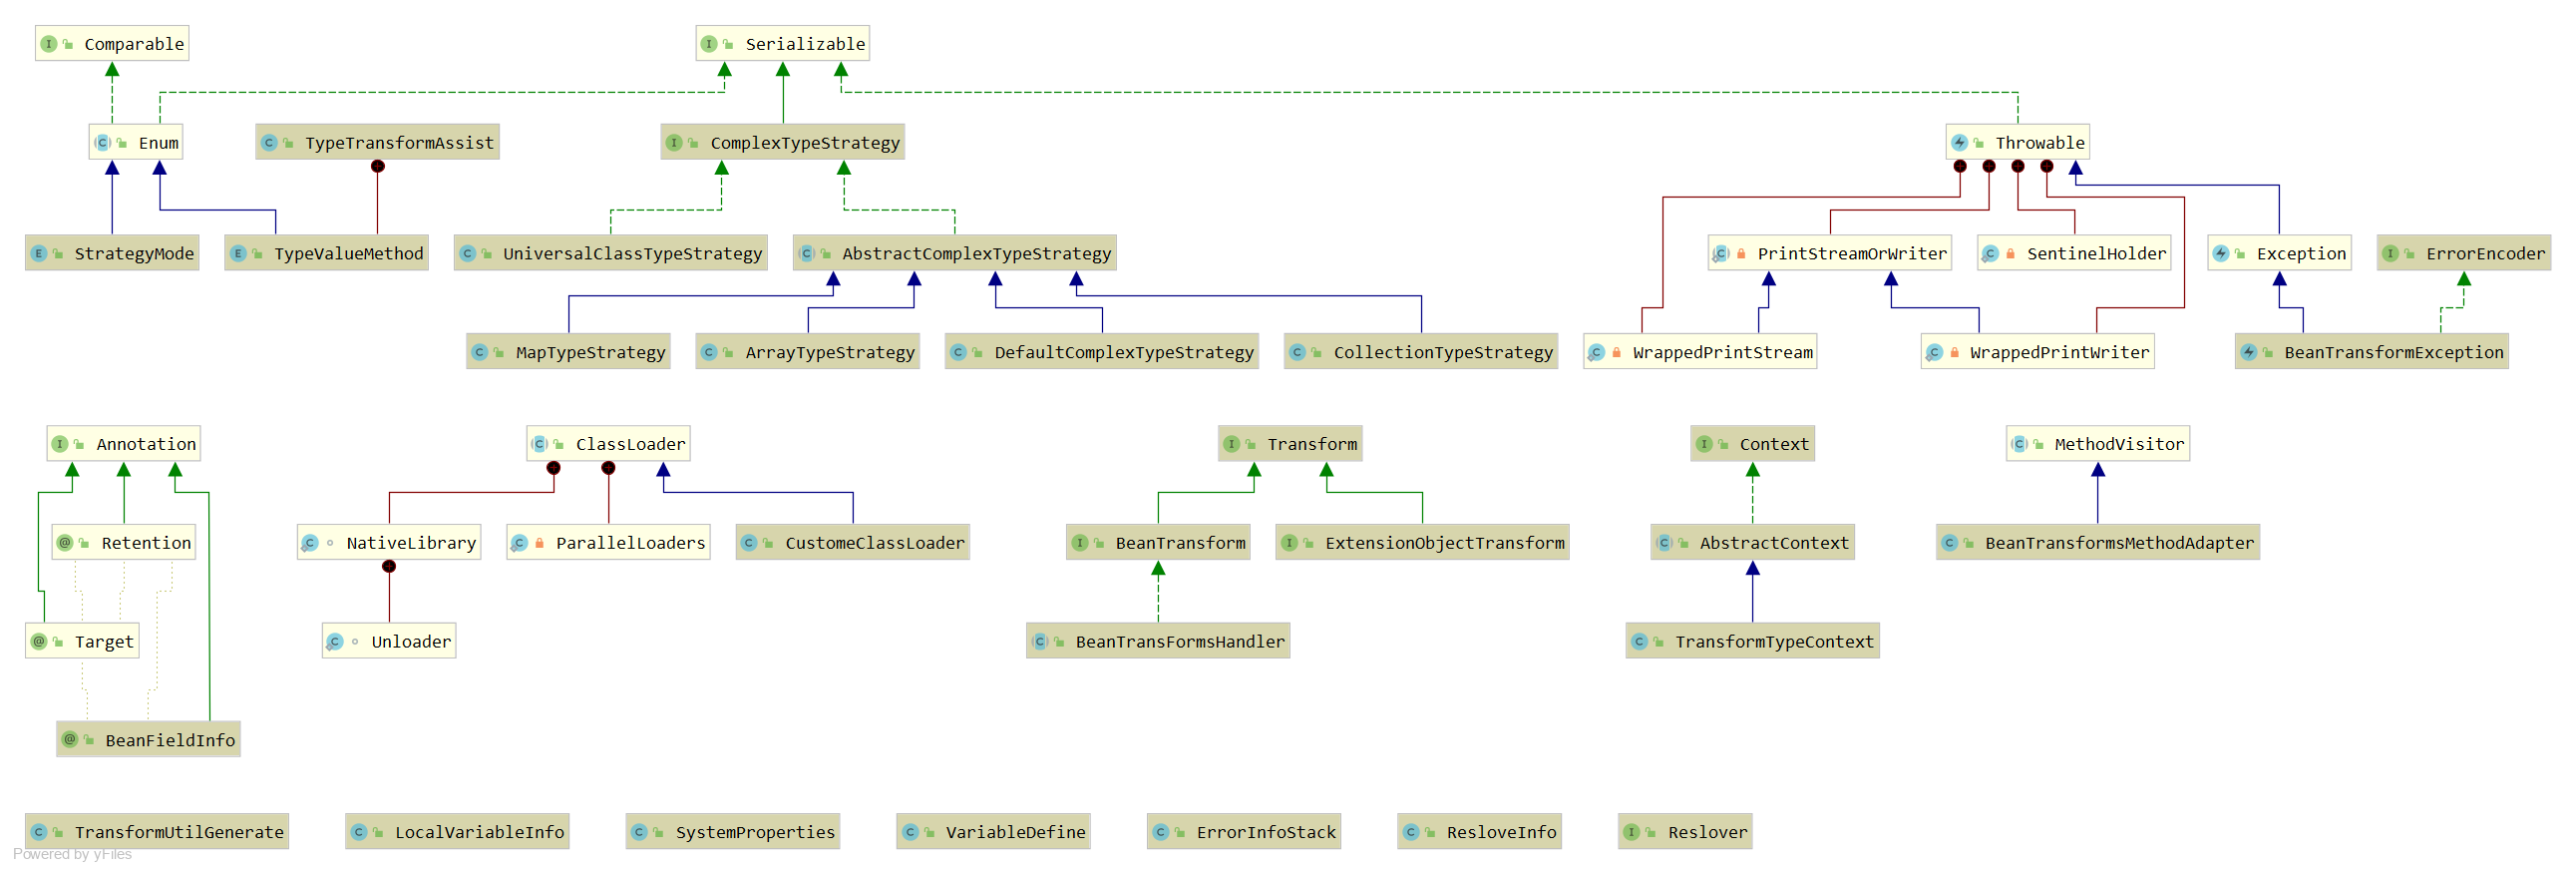 Comparable
Serializable
Enum
TypeTransformAssist
ComplexTypeStrategy
Throwable
StrategyMode
TypeValueMethod
UniversalClassTypeStrategy
AbstractComplexTypeStrategy
PrintStreamOrWriter
SentinelHolder
Exception
ErrorEncoder
MapTypeStrategy
ArrayTypeStrategy
DefaultComplexTypeStrategy
CollectionTypeStrategy
WrappedPrintStream
WrappedPrintWriter
BeanTransformException
Annotation
ClassLoader
Transform
Context
MethodVisitor
Retention
NativeLibrary
ParallelLoaders
CustomeClassLoader
BeanTransform
ExtensionObjectTransform
AbstractContext
BeanTransformsMethodAdapter
Target
Unloader
BeanTransFormsHandler
TransformTypeContext
BeanFieldInfo
TransformUtilGenerate
LocalVariableInfo
SystemProperties
VariableDefine
ErrorInfoStack
ResloveInfo
Reslover
Powered by yFiles